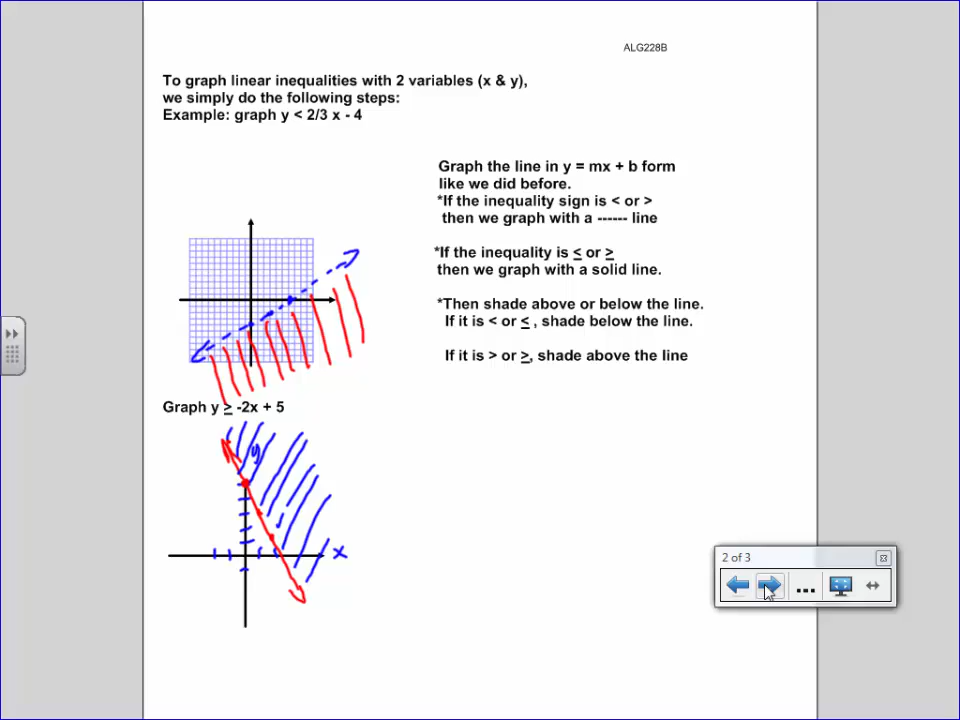 ALG228B
To graph linear inequalities with 2 variables (x & y),
we simply do the following steps:
Example: graph y < 2/3 x - 4
Graph the line in y = mx + b form
like we did before.
*If the inequality sign is < or >
then we graph with a ------ line
*If the inequality is ≤ or ≥
then we graph with a solid line.
*Then shade above or below the line.
If it is < or ≤ , shade below the line.
If it is > or ≥, shade above the line
Graph y ≥ -2x + 5
y
x
2 of 3
...